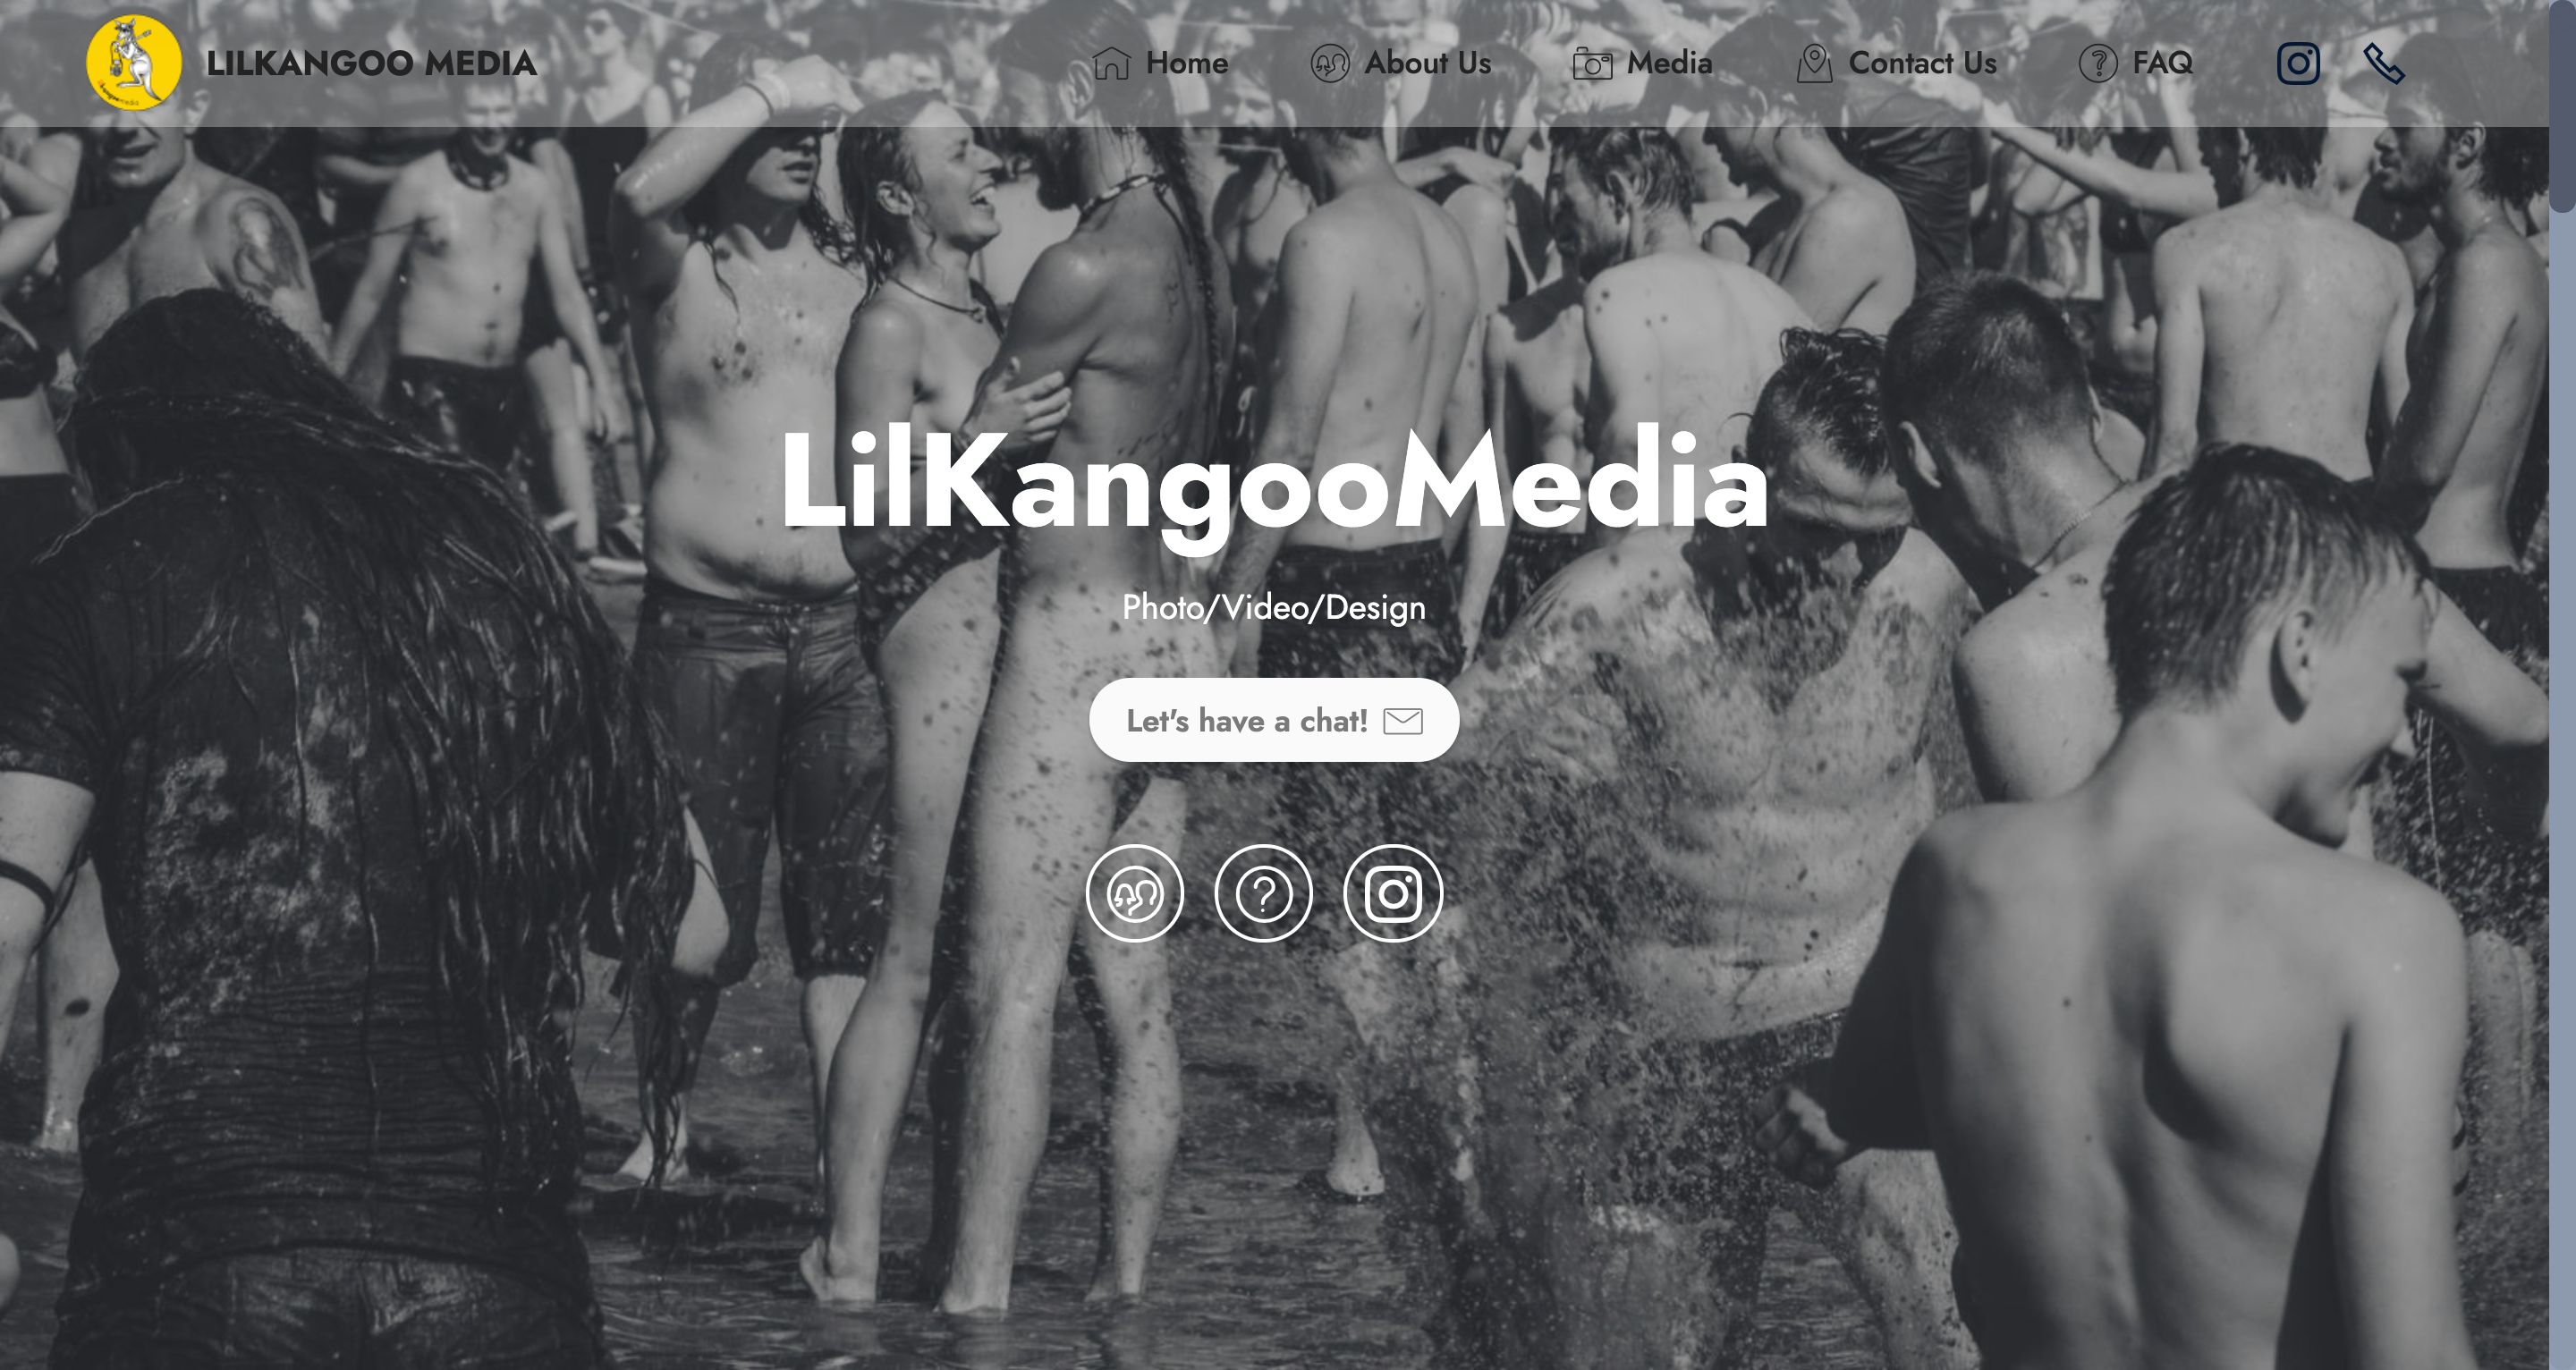 LILKANGOO MEDIA
Home
About Us
Media
Contact Us
FAQ
LilKangooMedia
Photo/Video/Design
Let's have a chat!